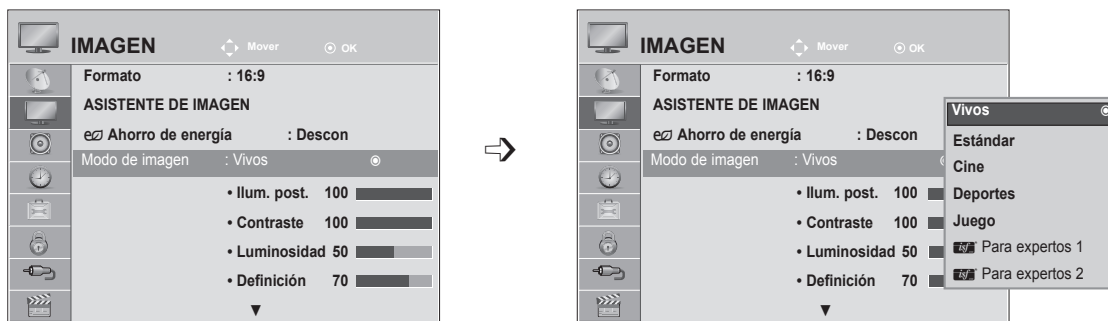 IMAGEN Mover OK
Formato : 16:9
ASISTENTE DE IMAGEN
e Ahorro de energía : Descon
Modo de imagen : Vivos
• Ilum. post. 100
• Contraste 100
• Luminosidad 50
• Definición 70
▼
IMAGEN Mover OK
Formato : 16:9
ASISTENTE DE IMAGEN
e Ahorro de energía : Descon
Modo de imagen : Vivos
• Ilum. post. 100
• Contraste 100
• Luminosidad 50
• Definición 70
▼
Vivos
Estándar
Cine
Deportes
Juego
isf Para expertos 1
isf Para expertos 2